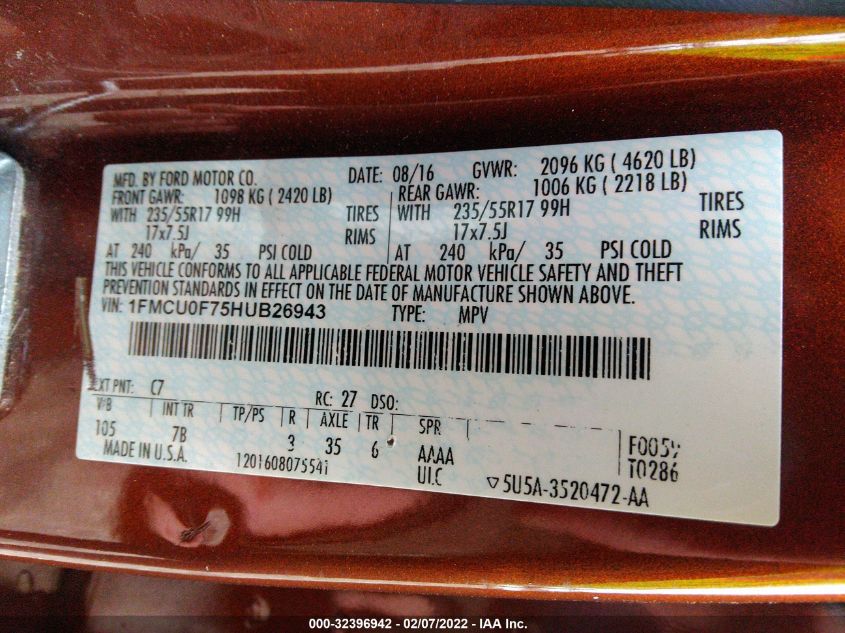 MFD. BY FORD MOTOR CO. DATE: 08/16 GVWR: 2096 KG ( 4620 LB)
FRONT GAWR: 1098 KG ( 2420 LB) REAR GAWR: 1006 KG ( 2218 LB)
WITH 235/55R17 99H TIRES WITH 235/55R17 99H TIRES
17x7.5J RIMS 17x7.5J RIMS
AT 240 kPa/ 35 PSI COLD AT 240 kPa/ 35 PSI COLD
THIS VEHICLE CONFORMS TO ALL APPLICABLE FEDERAL MOTOR VEHICLE SAFETY AND THEFT
PREVENTION STANDARDS IN EFFECT ON THE DATE OF MANUFACTURE SHOWN ABOVE.
VIN: 1FMCU0F75HUB26943 TYPE: MPV
EXT PNT: C7 RC: 27 DSO:
WB INT TR TP/PS R AXLE TR SPR
105 7B 3 35 6 AAAA F0059
MADE IN U.S.A. 1201608075541 UIC T0286
▽5U5A-3520472-AA
000-32396942 - 02/07/2022 - IAA Inc.